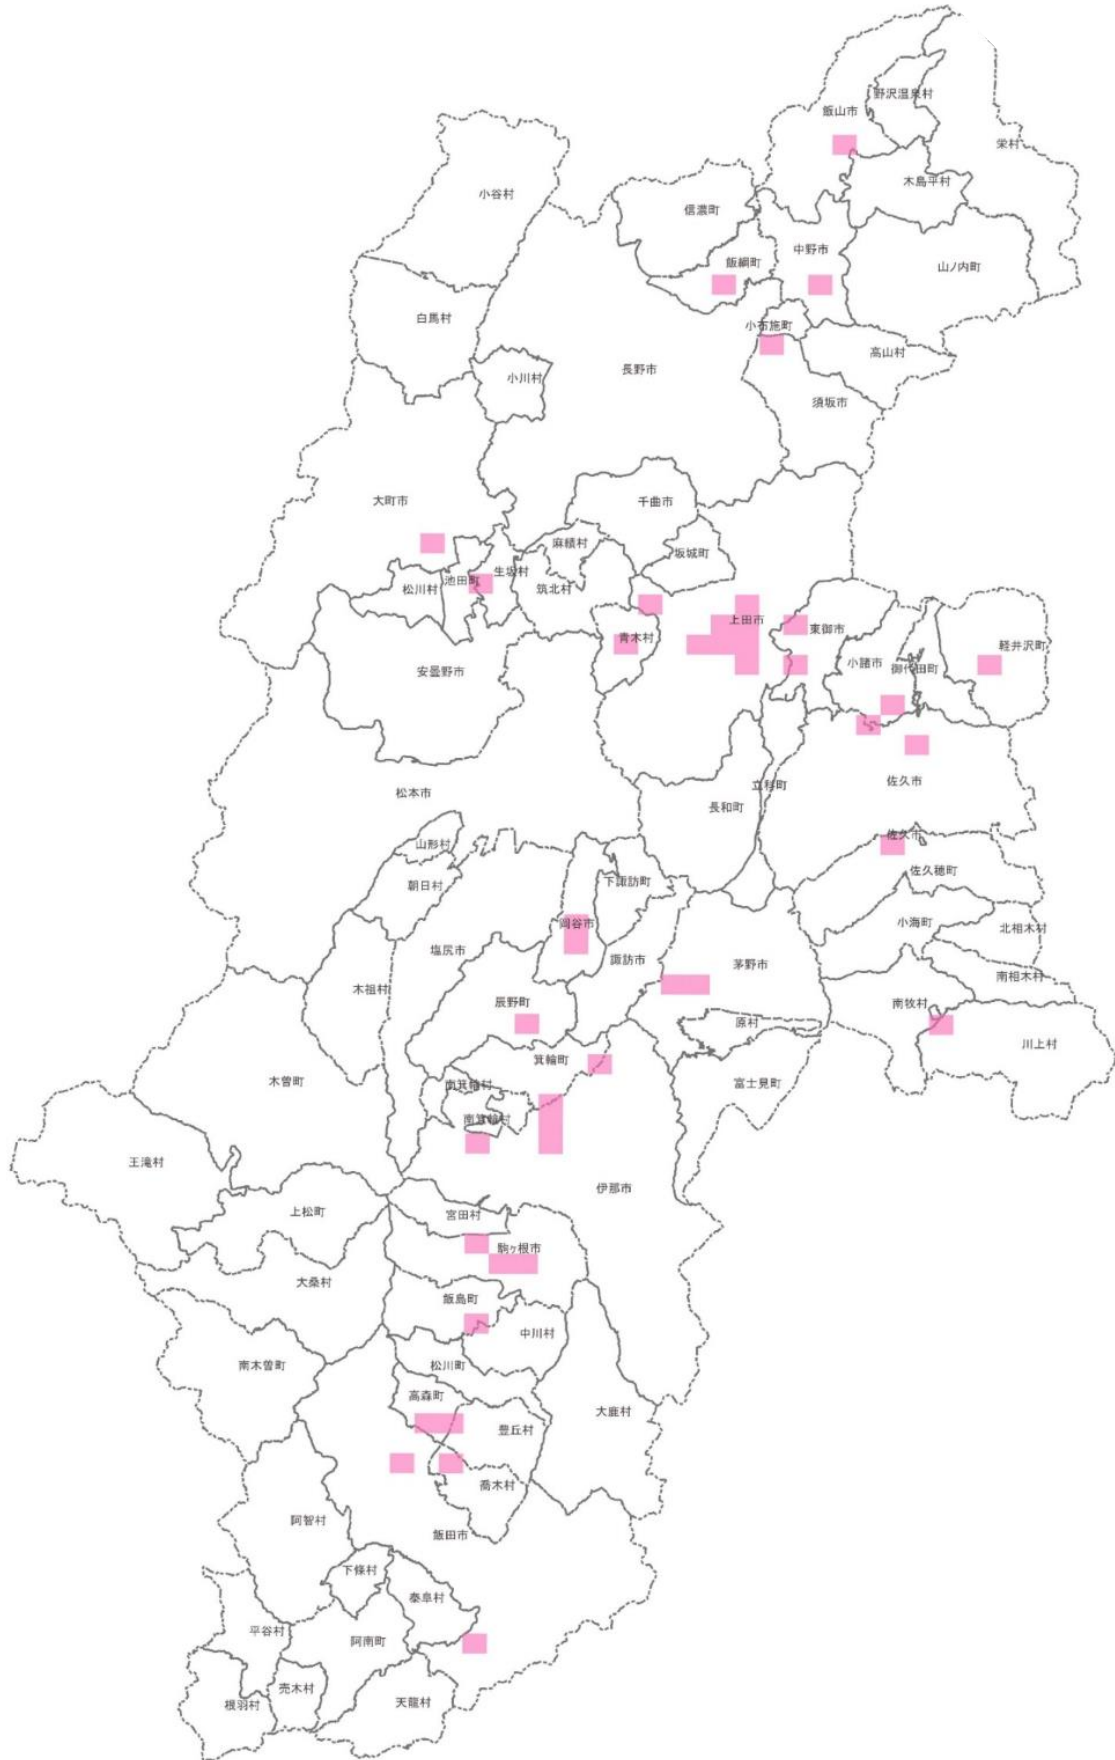 野沢温泉村
飯山市
栄村
木島平村
小谷村
信濃町
中野市
飯綱町
山ノ内町
白馬村
小布施町
高山村
長野市
小川村
須坂市
大町市
千曲市
麻績村
坂城町
生坂村
池田町
松川村
筑北村
上田市
東御市
青木村
軽井沢町
小諸市
御代田町
安曇野市
佐久市
立科町
松本市
長和町
佐久市
山形村
佐久穂町
下諏訪町
朝日村
小海町
岡谷市
北相木村
塩尻市
諏訪市
茅野市
南相木村
木祖村
辰野町
南牧村
原村
川上村
箕輪町
木曽町
南箕輪村
富士見町
南箕輪村
王滝村
伊那市
上松町
宮田村
駒ヶ根市
大桑村
飯島町
中川村
南木曽町
松川町
高森町
大鹿村
豊丘村
喬木村
阿智村
飯田市
下條村
泰阜村
平谷村
阿南町
売木村
根羽村
天龍村